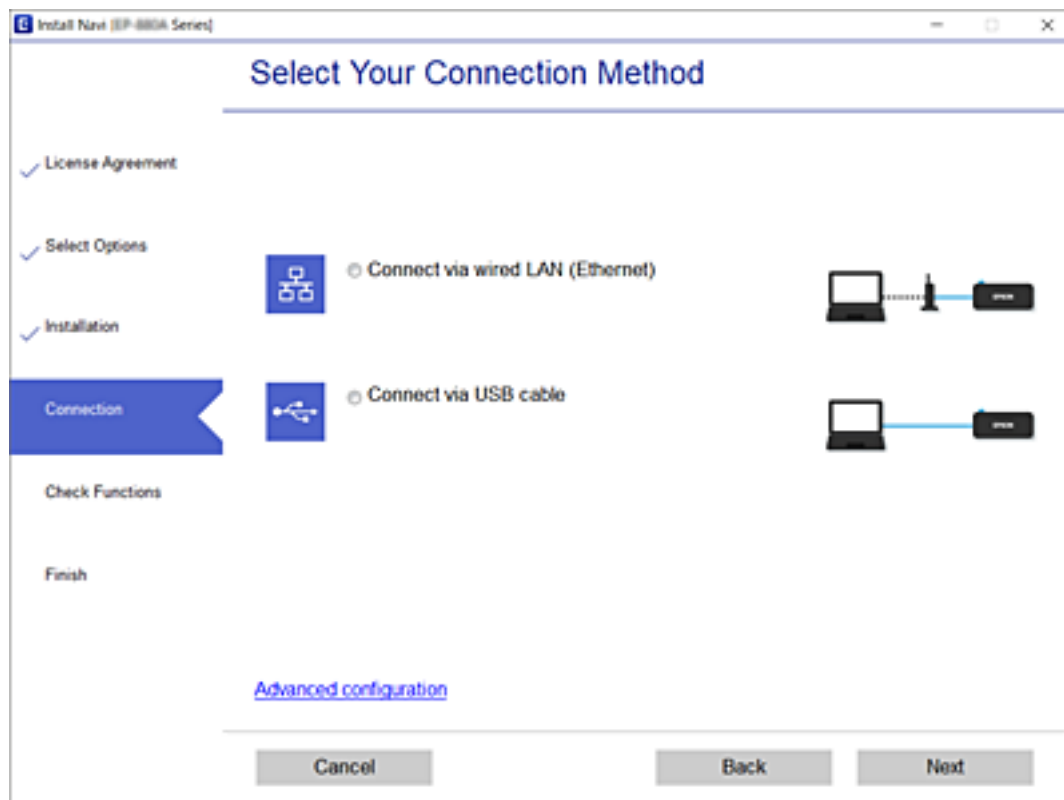 Install Navi [EP-880A Series]
Select Your Connection Method
License Agreement
Select Options
Installation
Connection
Check Functions
Finish
Connect via wired LAN (Ethernet)
Connect via USB cable
Advanced configuration
Cancel
Back
Next